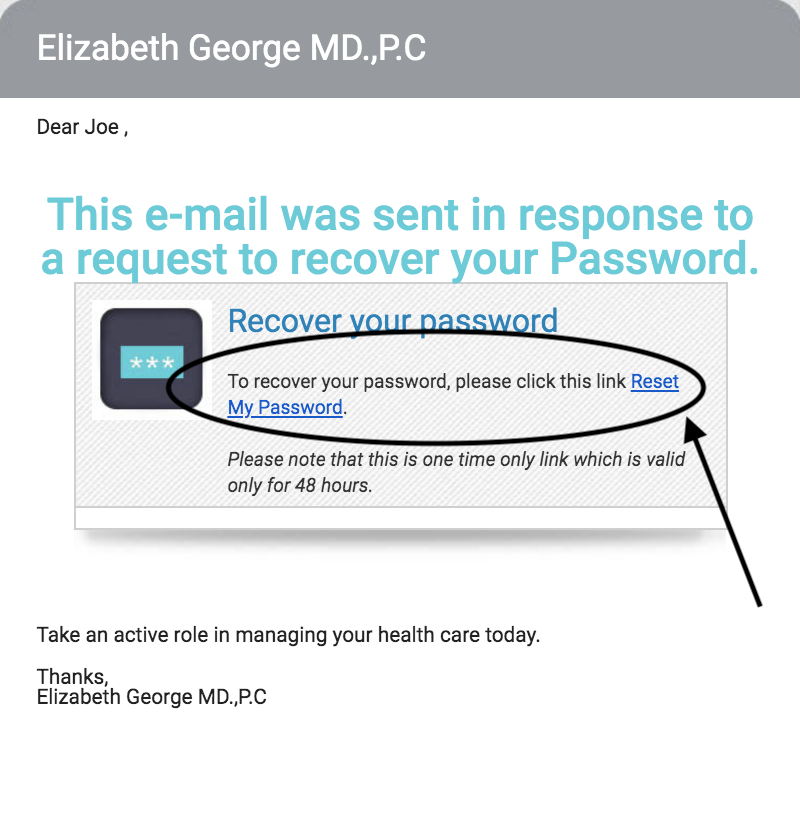 Elizabeth George MD.,P.C
Dear Joe ,
This e-mail was sent in response to
a request to recover your Password.
Recover your password
***
To recover your password, please click this link Reset
My Password.
Please note that this is one time only link which is valid
only for 48 hours.
Take an active role in managing your health care today.
Thanks,
Elizabeth George MD.,P.C